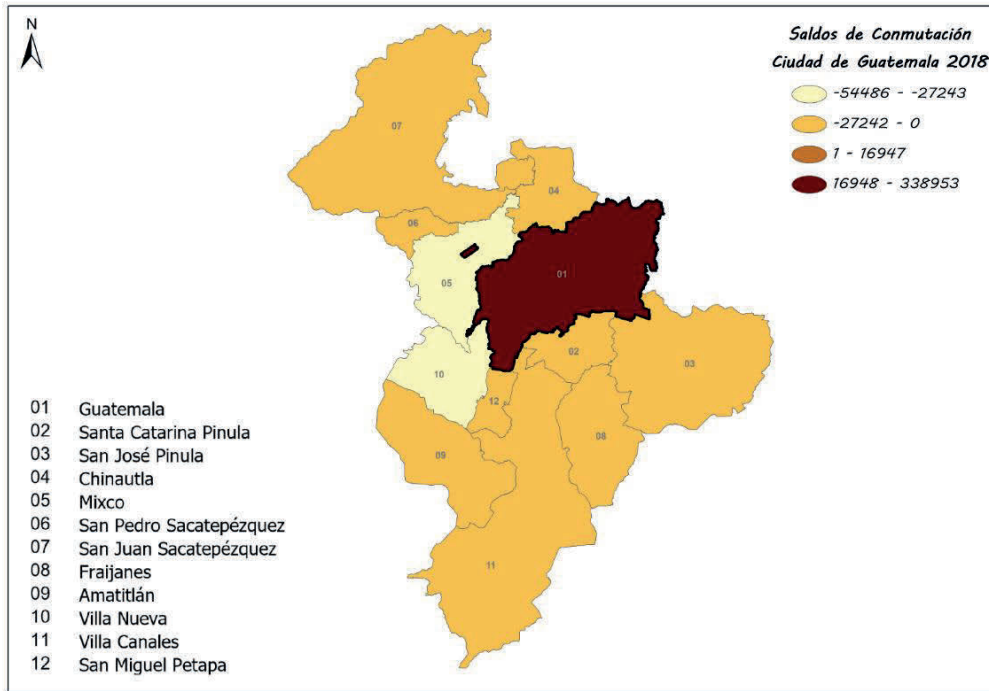 N
Saldos de Conmutación
Ciudad de Guatemala 2018
-54486 - -27243
-27242 - 0
1 - 16947
16948 - 338953
07
04
06
01
05
02
03
10
12
08
09
11
01 Guatemala
02 Santa Catarina Pinula
03 San José Pinula
04 Chinautla
05 Mixco
06 San Pedro Sacatepézquez
07 San Juan Sacatepézquez
08 Fraijanes
09 Amatitlán
10 Villa Nueva
11 Villa Canales
12 San Miguel Petapa